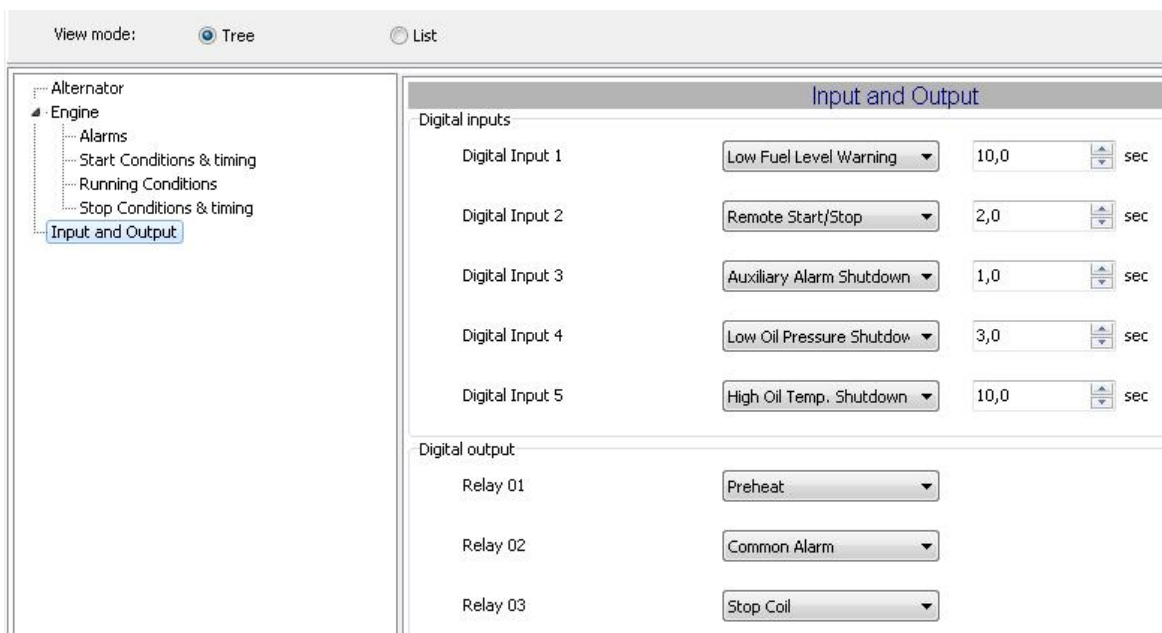 View mode: Tree List
Alternator
Engine
Alarms
Start Conditions & timing
Running Conditions
Stop Conditions & timing
Input and Output
Input and Output
Digital inputs
Digital Input 1 Low Fuel Level Warning 10,0 sec
Digital Input 2 Remote Start/Stop 2,0 sec
Digital Input 3 Auxiliary Alarm Shutdown 1,0 sec
Digital Input 4 Low Oil Pressure Shutdow 3,0 sec
Digital Input 5 High Oil Temp. Shutdown 10,0 sec
Digital output
Relay 01 Preheat
Relay 02 Common Alarm
Relay 03 Stop Coil